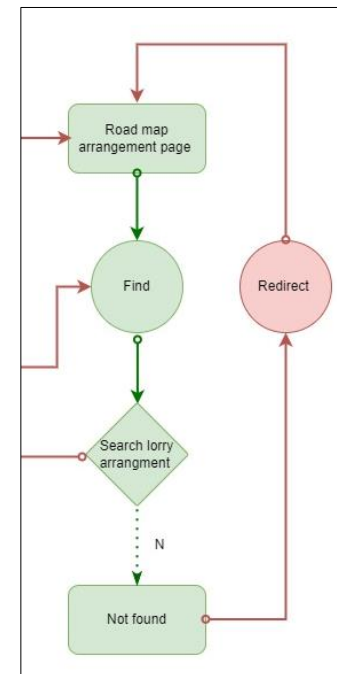 Road map
arrangement page
Find
Redirect
Search lorry
arrangment
N
Not found